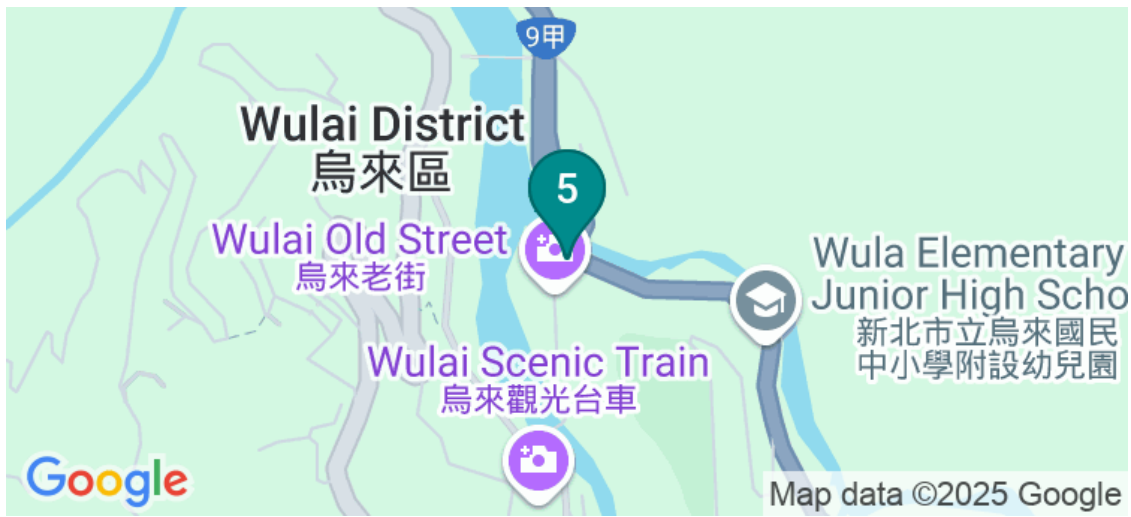 9甲
Wulai District
烏來區
5
Wulai Old Street
烏來老街
Wula Elementary
Junior High Scho
新北市立烏來國民
中小學附設幼兒園
Wulai Scenic Train
烏來觀光台車
Google
Map data ©2025 Google